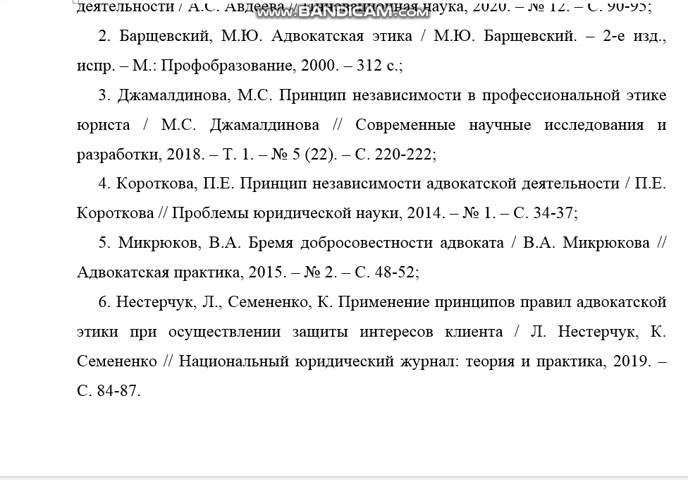 деятельности / А.С. Авдеева // Инновационная наука, 2020. – № 12. – С. 90-95;
www.BANDICAM.com
2. Барщевский, М.Ю. Адвокатская этика / М.Ю. Барщевский. – 2-е изд.,
испр. – М.: Профобразование, 2000. – 312 с.;
3. Джамалдинова, М.С. Принцип независимости в профессиональной этике
юриста / М.С. Джамалдинова // Современные научные исследования и
разработки, 2018. – Т. 1. – № 5 (22). – С. 220-222;
4. Короткова, П.Е. Принцип независимости адвокатской деятельности / П.Е.
Короткова // Проблемы юридической науки, 2014. – № 1. – С. 34-37;
5. Микрюков, В.А. Бремя добросовестности адвоката / В.А. Микрюкова //
Адвокатская практика, 2015. – № 2. – С. 48-52;
6. Нестерчук, Л., Семененко, К. Применение принципов правил адвокатской
этики при осуществлении защиты интересов клиента / Л. Нестерчук, К.
Семененко // Национальный юридический журнал: теория и практика, 2019. –
С. 84-87.